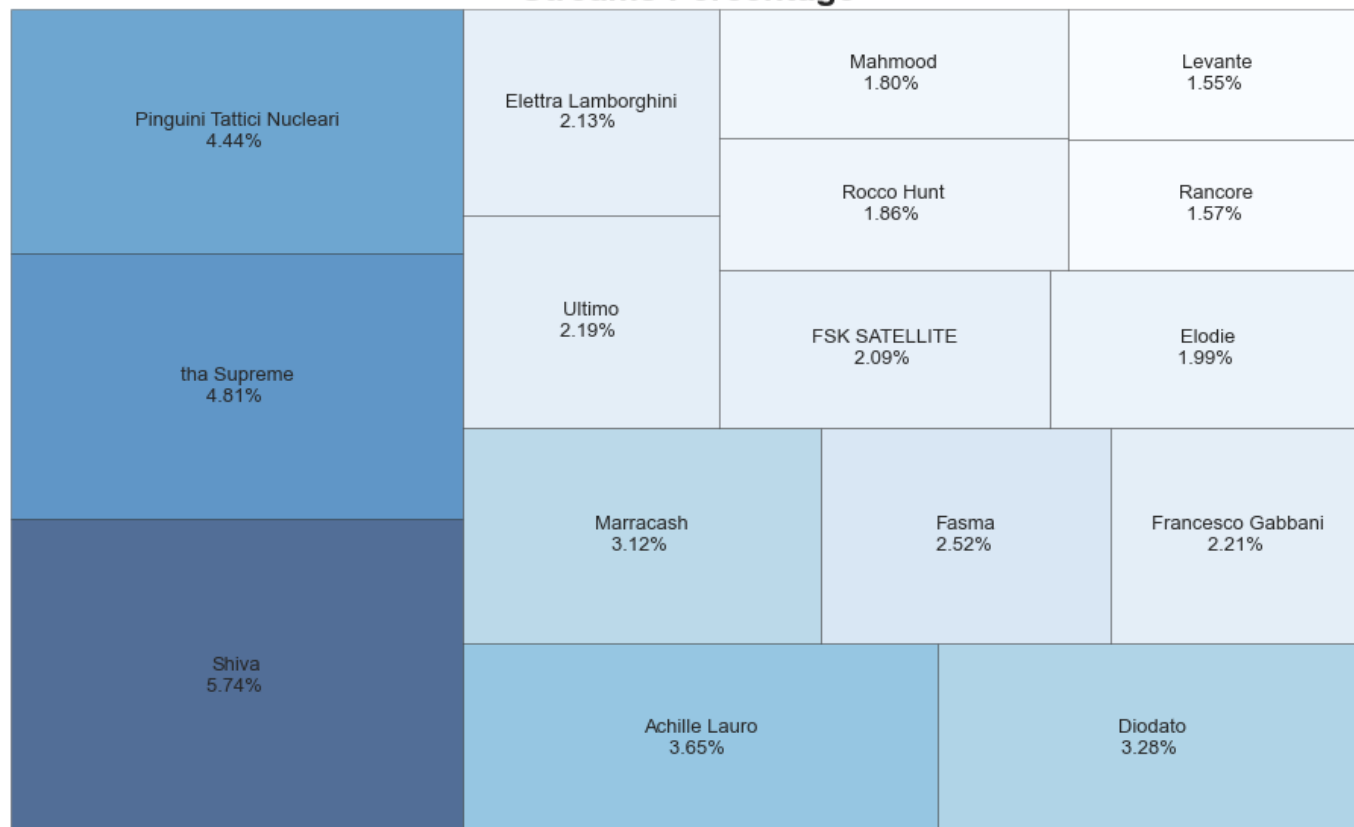 Pinguini Tattici Nucleari
4.44%
Elettra Lamborghini
2.13%
Mahmood
1.80%
Levante
1.55%
Rocco Hunt
1.86%
Rancore
1.57%
Ultimo
2.19%
FSK SATELLITE
2.09%
Elodie
1.99%
tha Supreme
4.81%
Marracash
3.12%
Fasma
2.52%
Francesco Gabbani
2.21%
Shiva
5.74%
Achille Lauro
3.65%
Diodato
3.28%